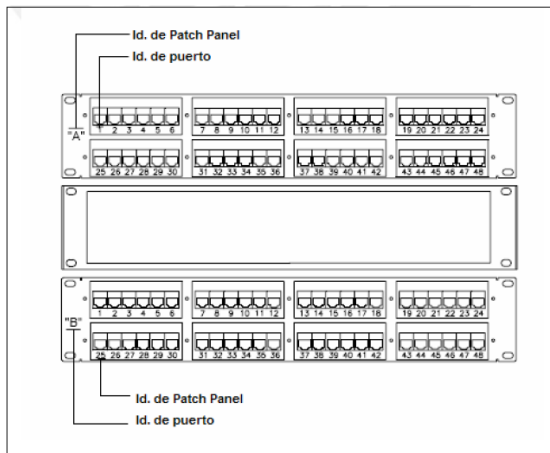 Id. de Patch Panel
Id. de puerto
"A"
1 2 3 4 5 6 7 8 9 10 11 12 13 14 15 16 17 18 19 20 21 22 23 24
25 26 27 28 29 30 31 32 33 34 35 36 37 38 39 40 41 42 43 44 45 46 47 48
"B"
1 2 3 4 5 6 7 8 9 10 11 12 13 14 15 16 17 18 19 20 21 22 23 24
25 26 27 28 29 30 31 32 33 34 35 36 37 38 39 40 41 42 43 44 45 46 47 48
Id. de Patch Panel
Id. de puerto